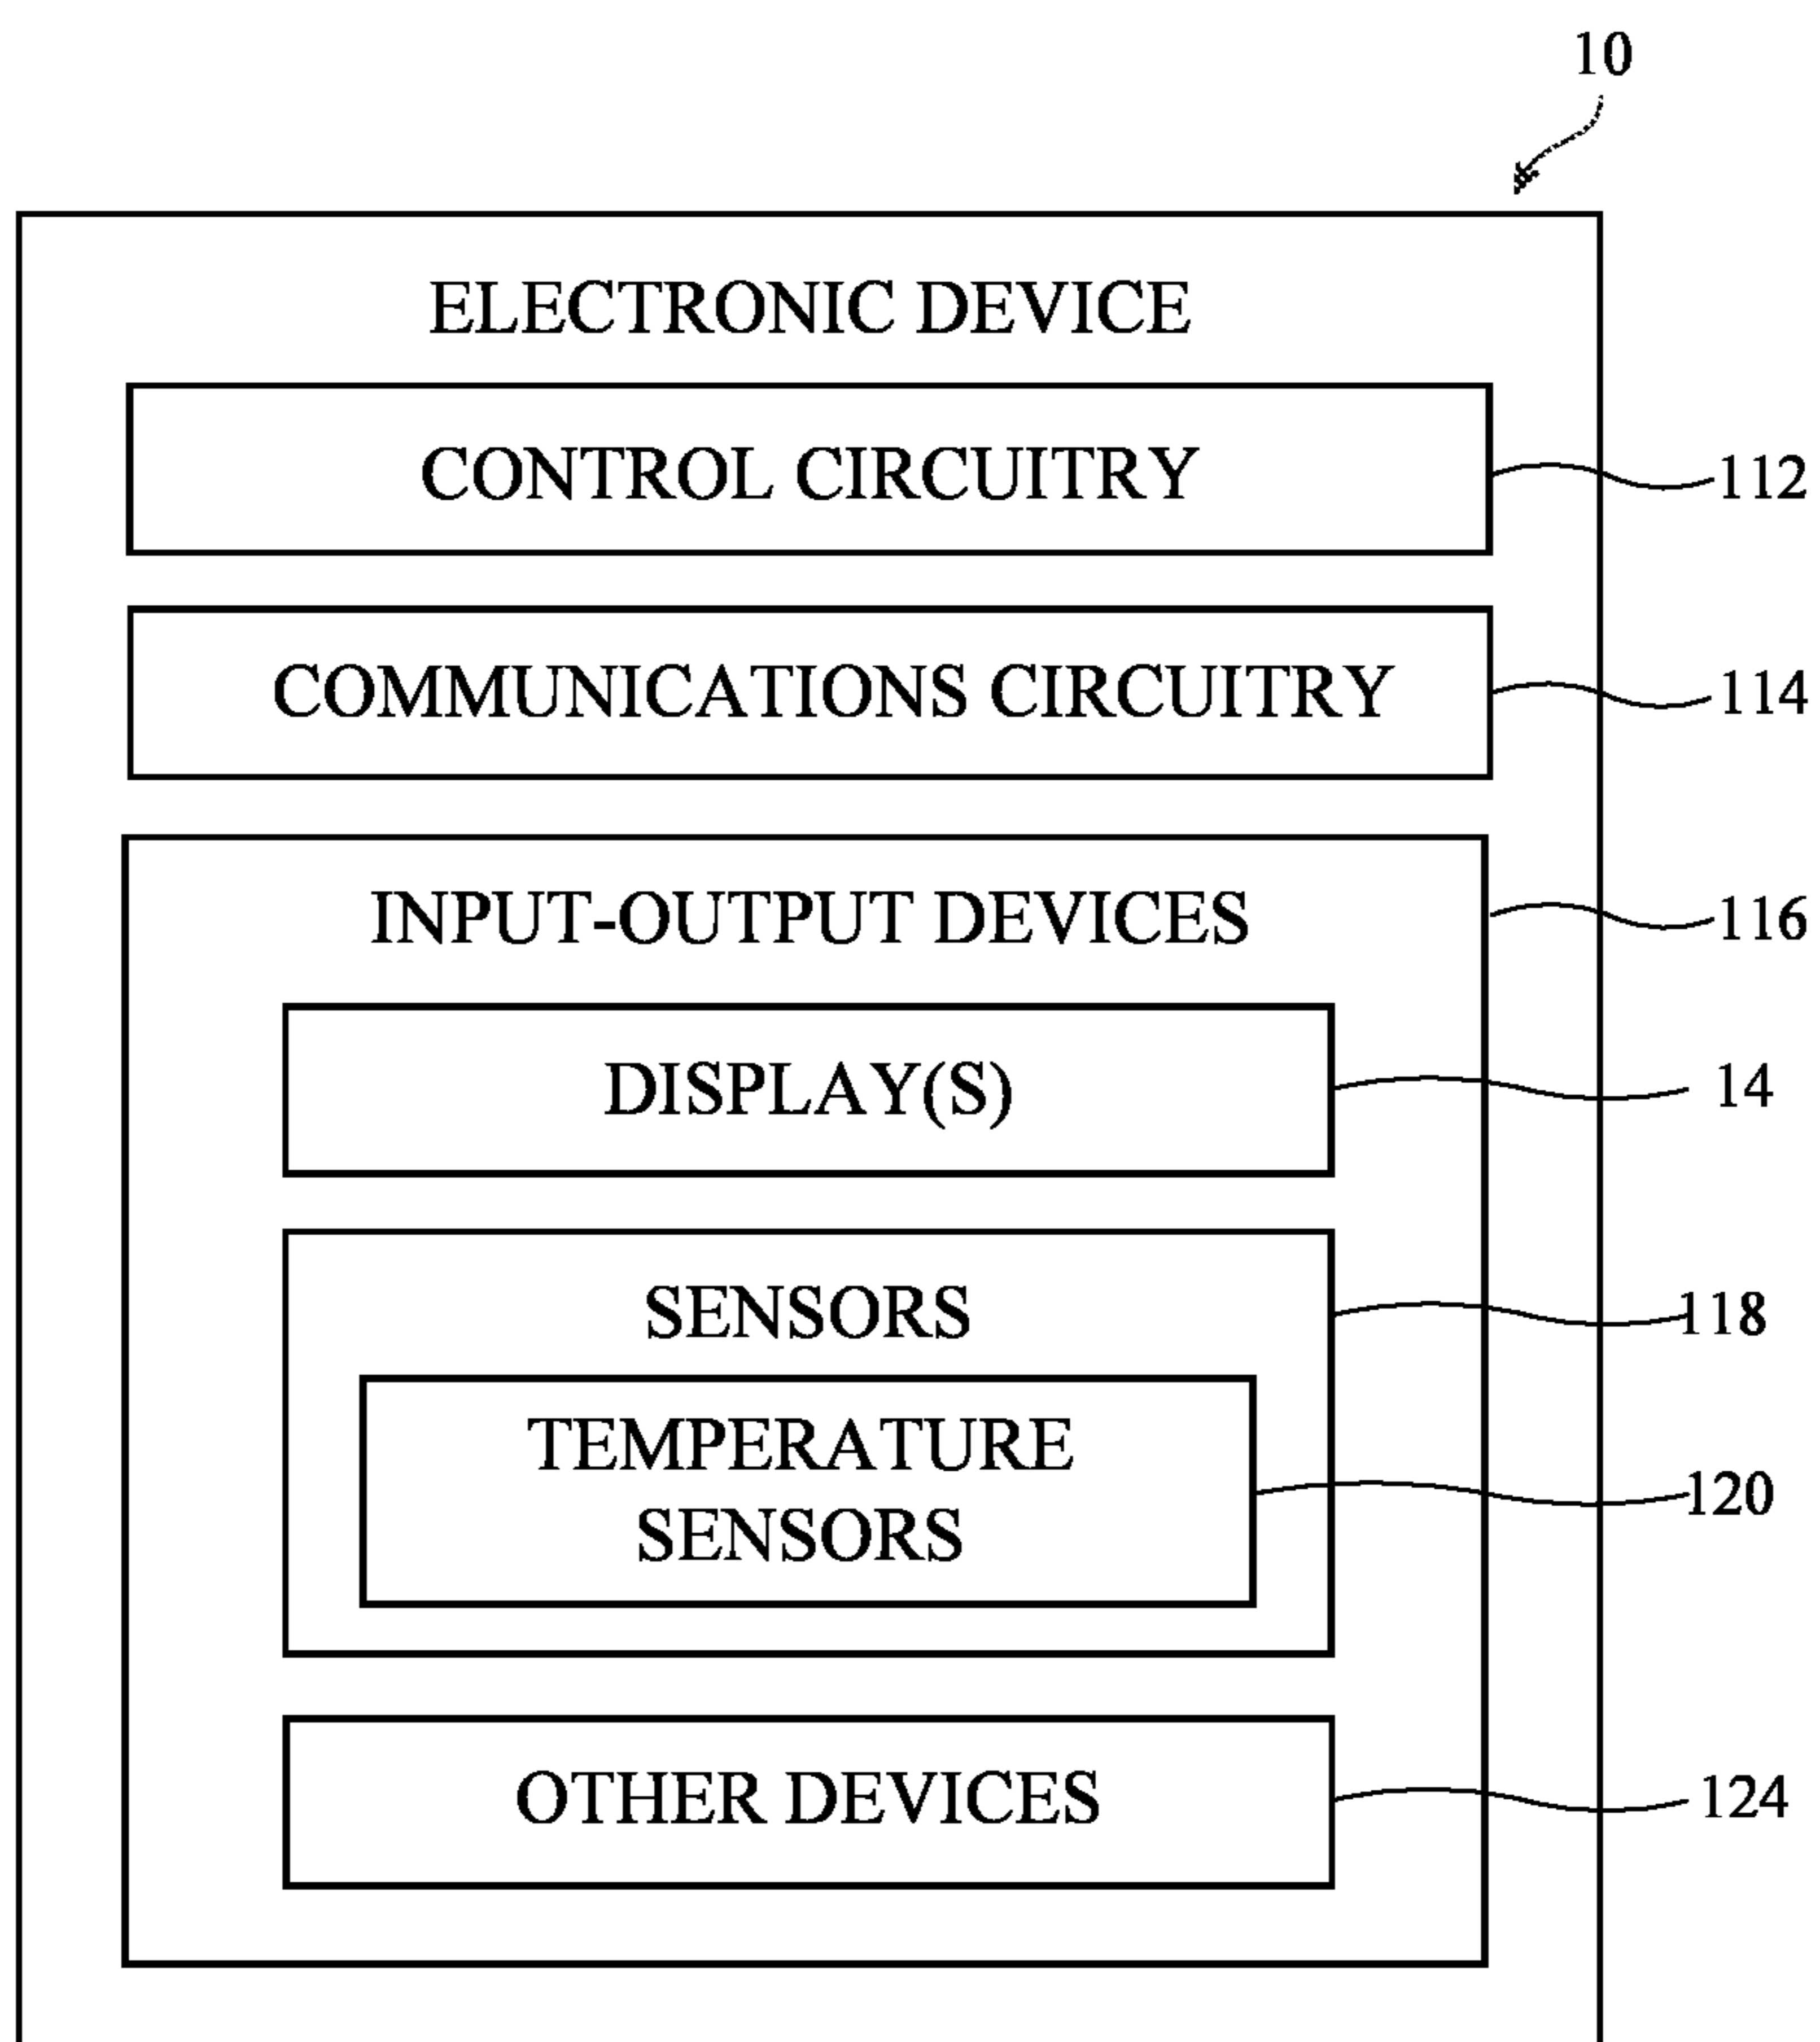 10
ELECTRONIC DEVICE
CONTROL CIRCUITRY
112
COMMUNICATIONS CIRCUITRY
114
INPUT-OUTPUT DEVICES
116
DISPLAY(S)
14
SENSORS
118
TEMPERATURE
SENSORS
120
OTHER DEVICES
124